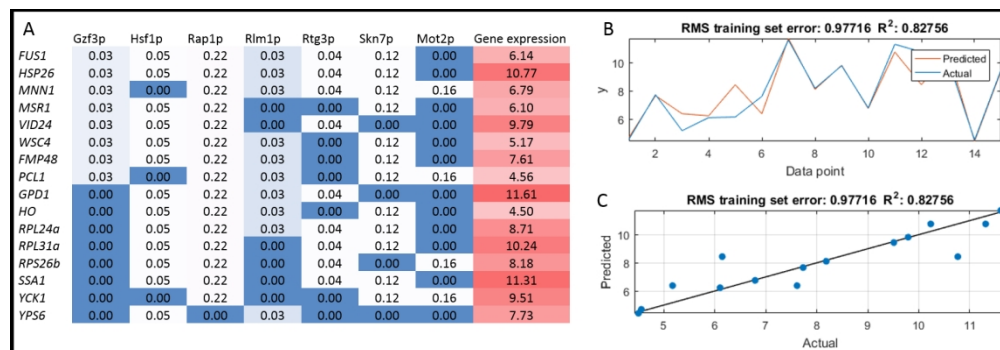 A
Gzf3p Hsf1p Rap1p Rlm1p Rtg3p Skn7p Mot2p Gene expression
FUS1 0.03 0.05 0.22 0.03 0.04 0.12 0.00 6.14
HSP26 0.03 0.05 0.22 0.03 0.04 0.12 0.00 10.77
MNN1 0.03 0.00 0.22 0.03 0.04 0.12 0.16 6.79
MSR1 0.03 0.05 0.22 0.00 0.00 0.12 0.00 6.10
VID24 0.03 0.05 0.22 0.00 0.04 0.00 0.00 9.79
WSC4 0.03 0.05 0.22 0.03 0.00 0.12 0.00 5.17
FMP48 0.03 0.05 0.22 0.03 0.00 0.12 0.00 7.61
PCL1 0.03 0.00 0.22 0.03 0.00 0.12 0.16 4.56
GPD1 0.00 0.05 0.22 0.03 0.04 0.00 0.00 11.61
HO 0.00 0.05 0.22 0.03 0.00 0.12 0.00 4.50
RPL24a 0.00 0.05 0.22 0.03 0.04 0.12 0.00 8.71
RPL31a 0.00 0.05 0.22 0.00 0.04 0.12 0.00 10.24
RPS26b 0.00 0.05 0.22 0.00 0.04 0.00 0.16 8.18
SSA1 0.00 0.05 0.22 0.00 0.04 0.12 0.00 11.31
YCK1 0.00 0.00 0.22 0.00 0.00 0.12 0.16 9.51
YPS6 0.00 0.05 0.00 0.03 0.00 0.00 0.00 7.73
B
RMS training set error: 0.97716 R²: 0.82756
Predicted
Actual
y
10
8
6
2 4 6 8 10 12 14
Data point
C
RMS training set error: 0.97716 R²: 0.82756
Predicted
10
8
6
5 6 7 8 9 10 11
Actual